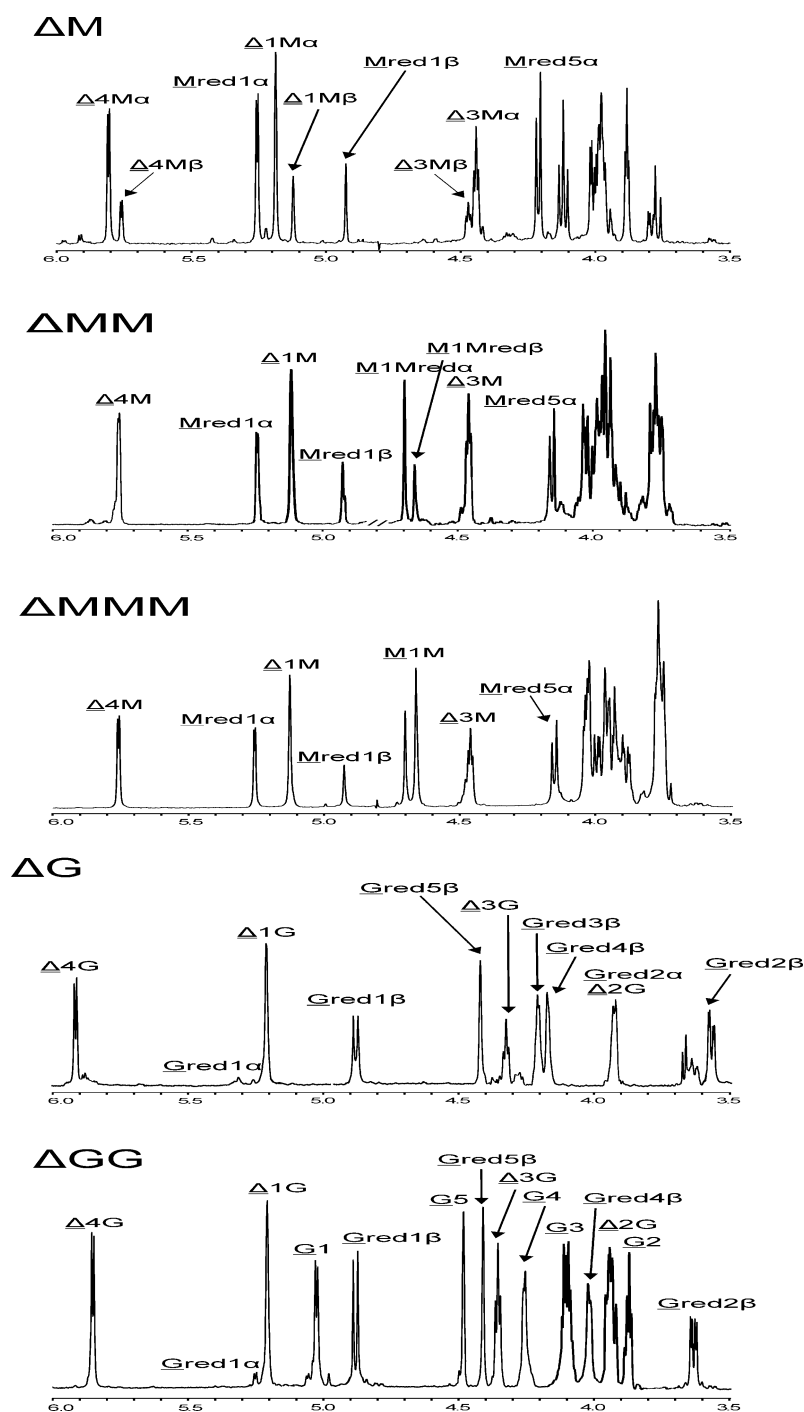 ΔM
Δ1Mα
Mred1β
Mred5α
Mred1α
Δ4Mα
Δ1Mβ
Δ3Mα
Δ4Mβ
Δ3Mβ
6.0 5.5 5.0 4.5 4.0 3.5
ΔMM
M1Mredβ
Δ1M
M1Mredα
Δ3M
Δ4M
Mred5α
Mred1α
Mred1β
6.0 5.5 5.0 4.5 4.0 3.5
ΔMMM
M1M
Δ1M
Mred5α
Δ4M
Mred1α
Δ3M
Mred1β
6.0 5.5 5.0 4.5 4.0 3.5
ΔG
Gred5β
Δ3G
Gred3β
Δ1G
Gred4β
Δ4G
Gred2β
Gred2α
Δ2G
Gred1β
Gred1α
6.0 5.5 5.0 4.5 4.0 3.5
ΔGG
Gred5β
Δ3G
Δ1G
G5
G4
Gred4β
Δ4G
G3
Δ2G
Gred1β
G2
G1
Gred2β
Gred1α
6.0 5.5 5.0 4.5 4.0 3.5